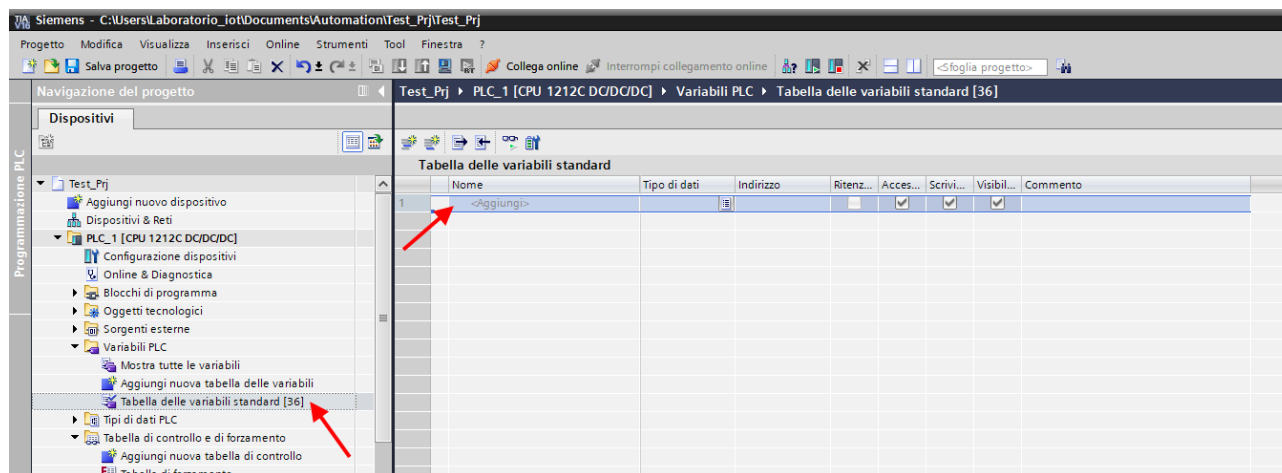 Siemens - C:\Users\Laboratorio_iot\Documents\Automation\Test_Prj\Test_Prj
Progetto Modifica Visualizza Inserisci Online Strumenti Tool Finestra ?
Salva progetto Collega online Interrompi collegamento online <Sfoglia progetto>
Navigazione del progetto
Test_Prj PLC_1 [CPU 1212C DC/DC/DC] Variabili PLC Tabella delle variabili standard [36]
Dispositivi
Programmazione PLC
Tabella delle variabili standard
Nome Tipo di dati Indirizzo Ritenz... Acces... Scrivi... Visibil... Commento
1 <Aggiungi>
Test_Prj
Aggiungi nuovo dispositivo
Dispositivi & Reti
PLC_1 [CPU 1212C DC/DC/DC]
Configurazione dispositivi
Online & Diagnostica
Blocchi di programma
Oggetti tecnologici
Sorgenti esterne
Variabili PLC
Mostra tutte le variabili
Aggiungi nuova tabella delle variabili
Tabella delle variabili standard [36]
Tipi di dati PLC
Tabella di controllo e di forzamento
Aggiungi nuova tabella di controllo
Tabella di forzamento